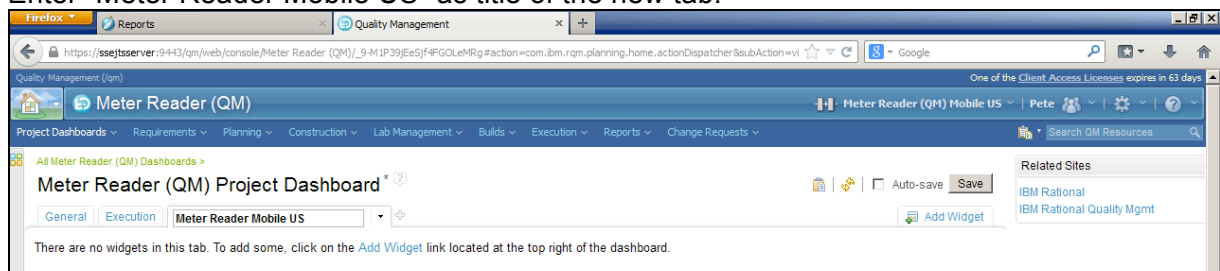 Enter "Meter Reader Mobile US" as title of the new tab.
Firefox
Reports
Quality Management
https://ssejtsserver:9443/qm/web/console/Meter Reader (QM)/_9-M1P39jEeSjf4FGOLeMRg#action=com.ibm.rqm.planning.home.actionDispatcher&subAction=vi
Google
Quality Management (/qm)
One of the Client Access Licenses expires in 63 days
Meter Reader (QM)
Meter Reader (QM) Mobile US | Pete
Project Dashboards Requirements Planning Construction Lab Management Builds Execution Reports Change Requests
Search QM Resources
All Meter Reader (QM) Dashboards >
Related Sites
Meter Reader (QM) Project Dashboard *
Auto-save Save
IBM Rational
IBM Rational Quality Mgmt
General Execution Meter Reader Mobile US
Add Widget
There are no widgets in this tab. To add some, click on the Add Widget link located at the top right of the dashboard.